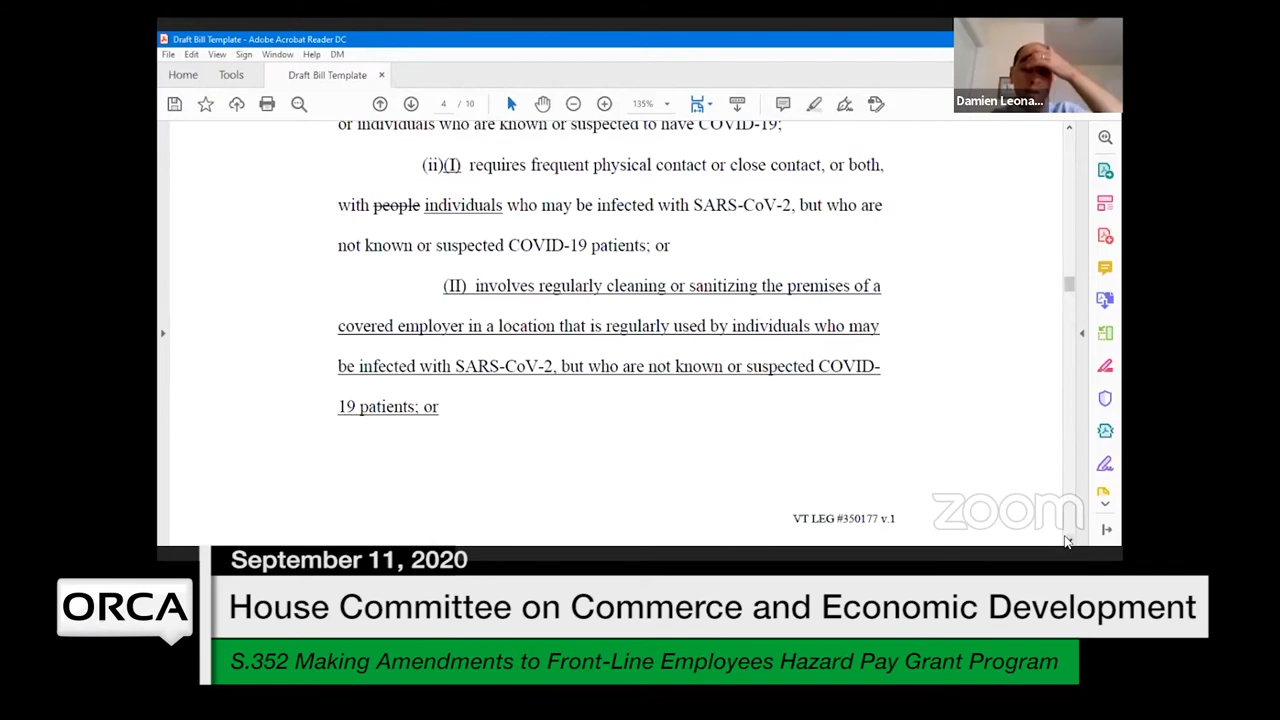 Draft Bill Template - Adobe Acrobat Reader DC
File Edit View Sign Window Help DM
Home Tools Draft Bill Template ×
4 / 10 135%
Damien Leona...
or individuals who are known or suspected to have COVID-19;
(ii)(I) requires frequent physical contact or close contact, or both,
with people individuals who may be infected with SARS-CoV-2, but who are
not known or suspected COVID-19 patients; or
(II) involves regularly cleaning or sanitizing the premises of a
covered employer in a location that is regularly used by individuals who may
be infected with SARS-CoV-2, but who are not known or suspected COVID-
19 patients; or
VT LEG #350177 v.1
zoom
September 11, 2020
ORCA
House Committee on Commerce and Economic Development
S.352 Making Amendments to Front-Line Employees Hazard Pay Grant Program